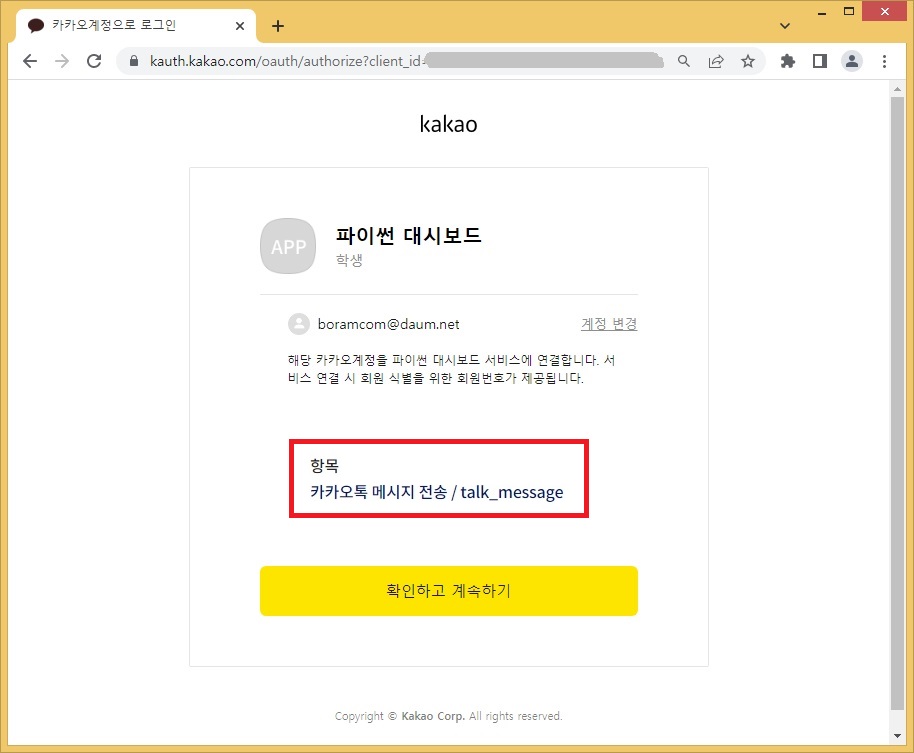 카카오계정으로 로그인
kauth.kakao.com/oauth/authorize?client_id=
kakao
APP
파이썬 대시보드
학생
boramcom@daum.net
계정 변경
해당 카카오계정을 파이썬 대시보드 서비스에 연결합니다. 서
비스 연결 시 회원 식별을 위한 회원번호가 제공됩니다.
항목
카카오톡 메시지 전송 / talk_message
확인하고 계속하기
Copyright © Kakao Corp. All rights reserved.